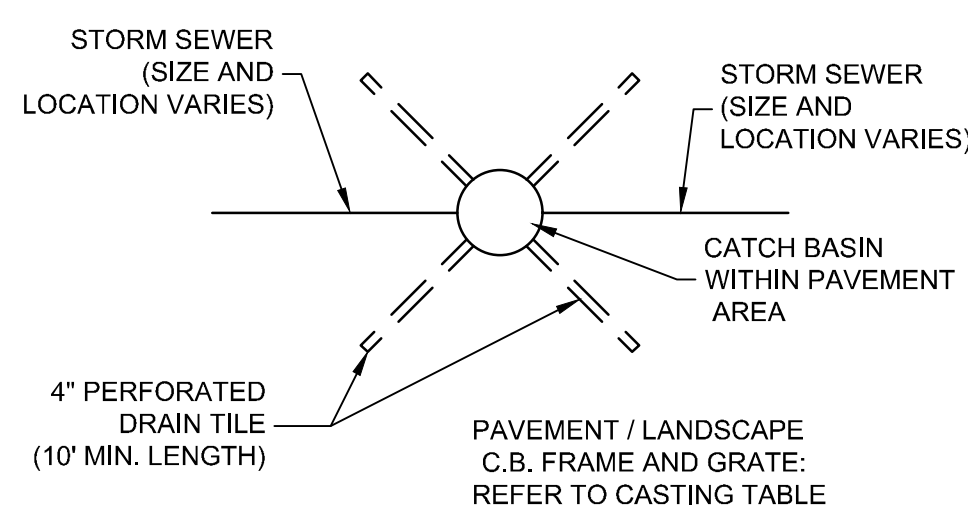 STORM SEWER
(SIZE AND
LOCATION VARIES)
STORM SEWER
(SIZE AND
LOCATION VARIES)
CATCH BASIN
WITHIN PAVEMENT
AREA
4" PERFORATED
DRAIN TILE
(10' MIN. LENGTH)
PAVEMENT / LANDSCAPE
C.B. FRAME AND GRATE:
REFER TO CASTING TABLE